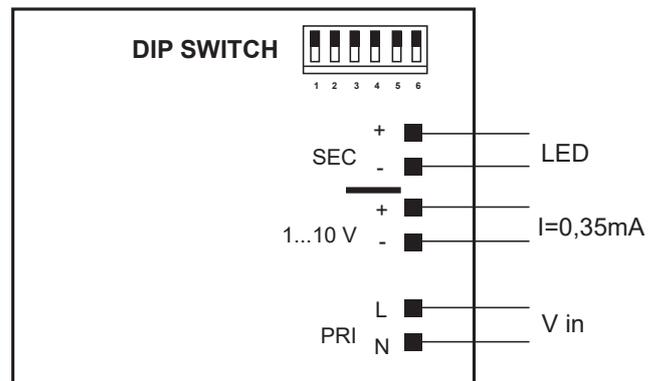 DIP SWITCH
1 2 3 4 5 6
+
SEC
-
LED
+
1...10 V
-
I=0,35mA
L
PRI
N
V in